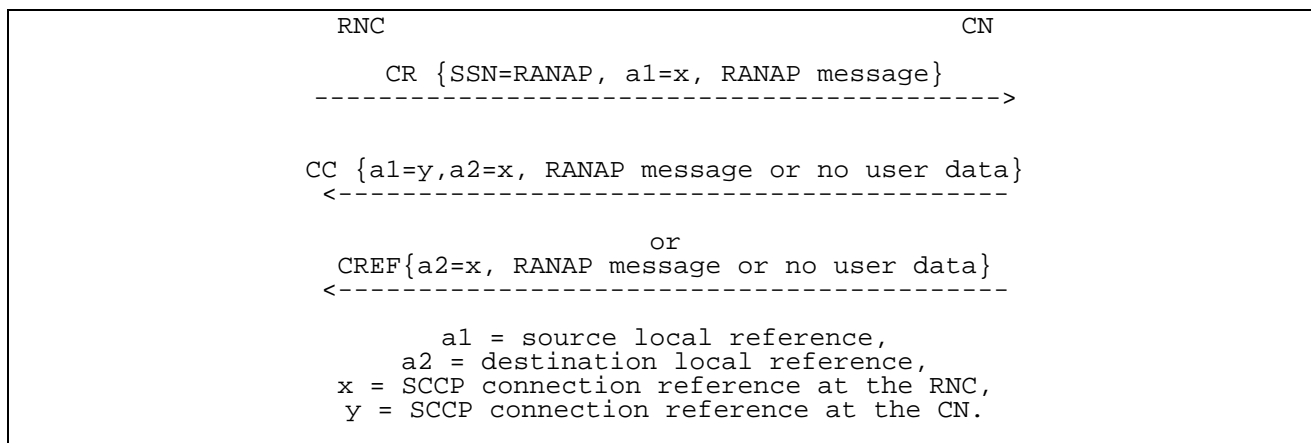 RNC CN
CR {SSN=RANAP, a1=x, RANAP message}
------------------------------------------->
CC {a1=y,a2=x, RANAP message or no user data}
<------------------------------------------
or
CREF{a2=x, RANAP message or no user data}
<------------------------------------------
a1 = source local reference,
a2 = destination local reference,
x = SCCP connection reference at the RNC,
y = SCCP connection reference at the CN.